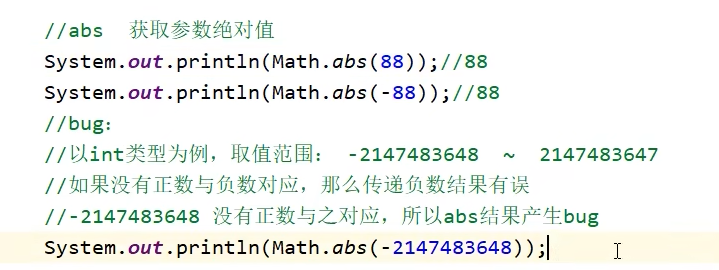 //abs 获取参数绝对值
System.out.println(Math.abs(88));//88
System.out.println(Math.abs(-88));//88
//bug：
//以int类型为例，取值范围： -2147483648 ~ 2147483647
//如果没有正数与负数对应，那么传递负数结果有误
//-2147483648 没有正数与之对应，所以abs结果产生bug
System.out.println(Math.abs(-2147483648));